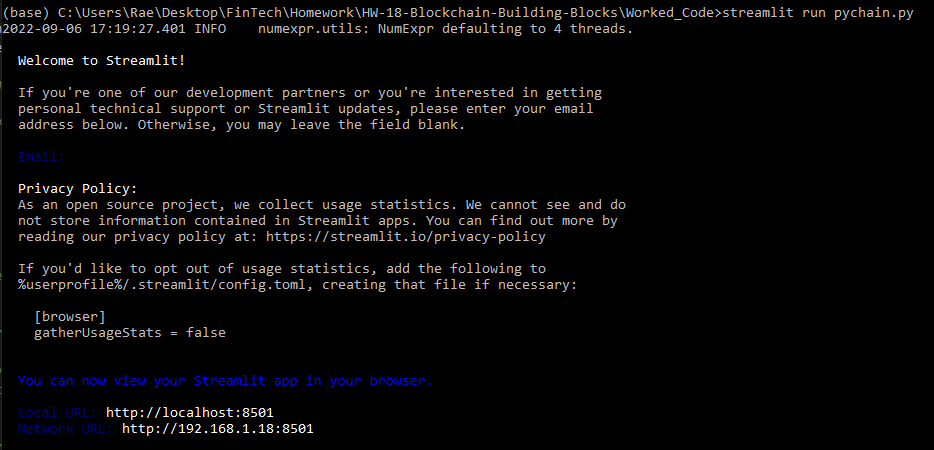 (base) C:\Users\Rae\Desktop\FinTech\Homework\HW-18-Blockchain-Building-Blocks\Worked_Code>streamlit run pychain.py
2022-09-06 17:19:27.401 INFO    numexpr.utils: NumExpr defaulting to 4 threads.
Welcome to Streamlit!
If you're one of our development partners or you're interested in getting
personal technical support or Streamlit updates, please enter your email
address below. Otherwise, you may leave the field blank.
Email:
Privacy Policy:
As an open source project, we collect usage statistics. We cannot see and do
not store information contained in Streamlit apps. You can find out more by
reading our privacy policy at: https://streamlit.io/privacy-policy
If you'd like to opt out of usage statistics, add the following to
%userprofile%/.streamlit/config.toml, creating that file if necessary:
[browser]
gatherUsageStats = false
You can now view your Streamlit app in your browser.
Local URL: http://localhost:8501
Network URL: http://192.168.1.18:8501